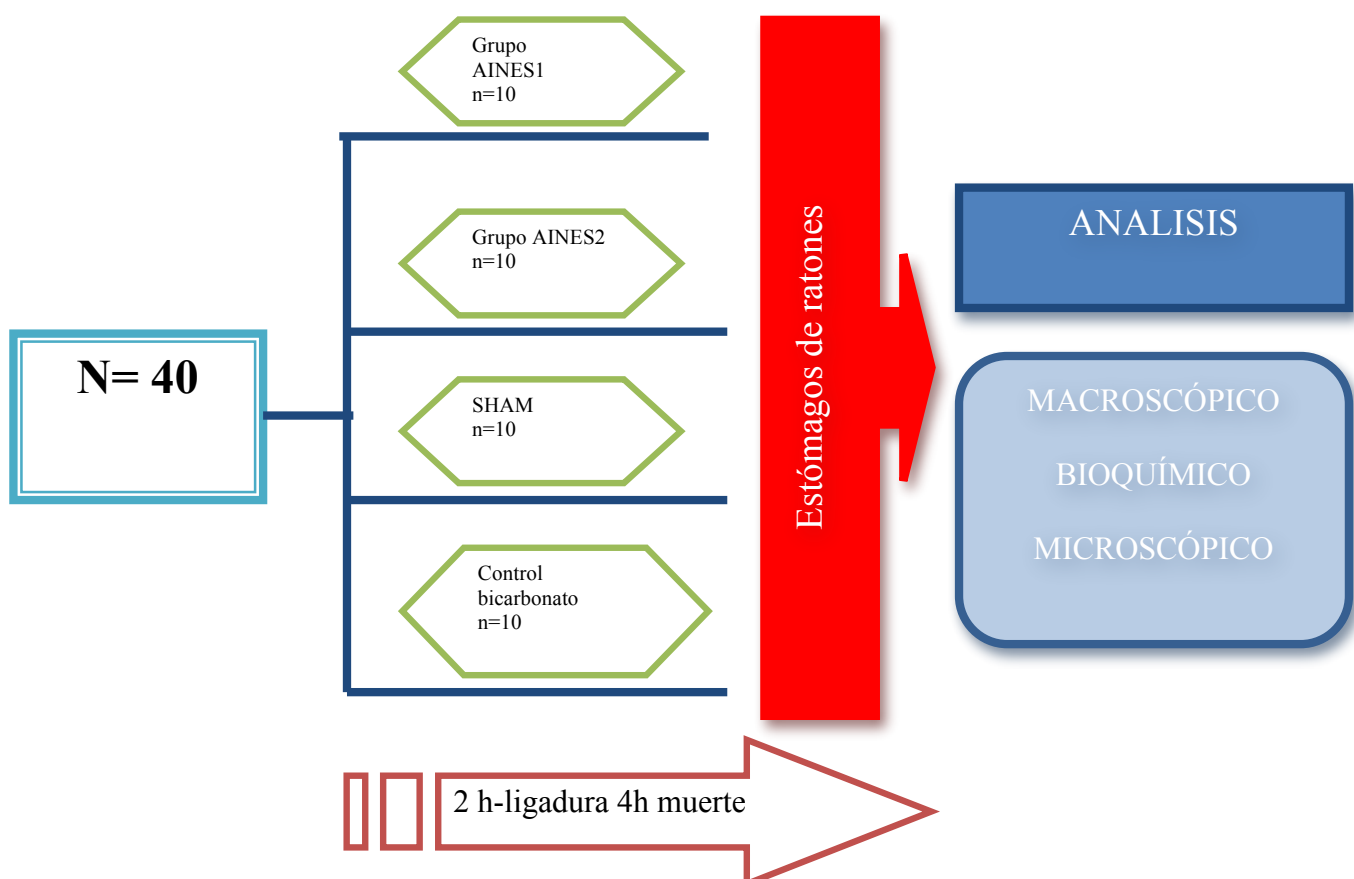 N= 40
Grupo
AINES1
n=10
Grupo AINES2
n=10
SHAM
n=10
Control
bicarbonato
n=10
Estómagos de ratones
ANALISIS
MACROSCÓPICO
BIOQUÍMICO
MICROSCÓPICO
2 h-ligadura 4h muerte